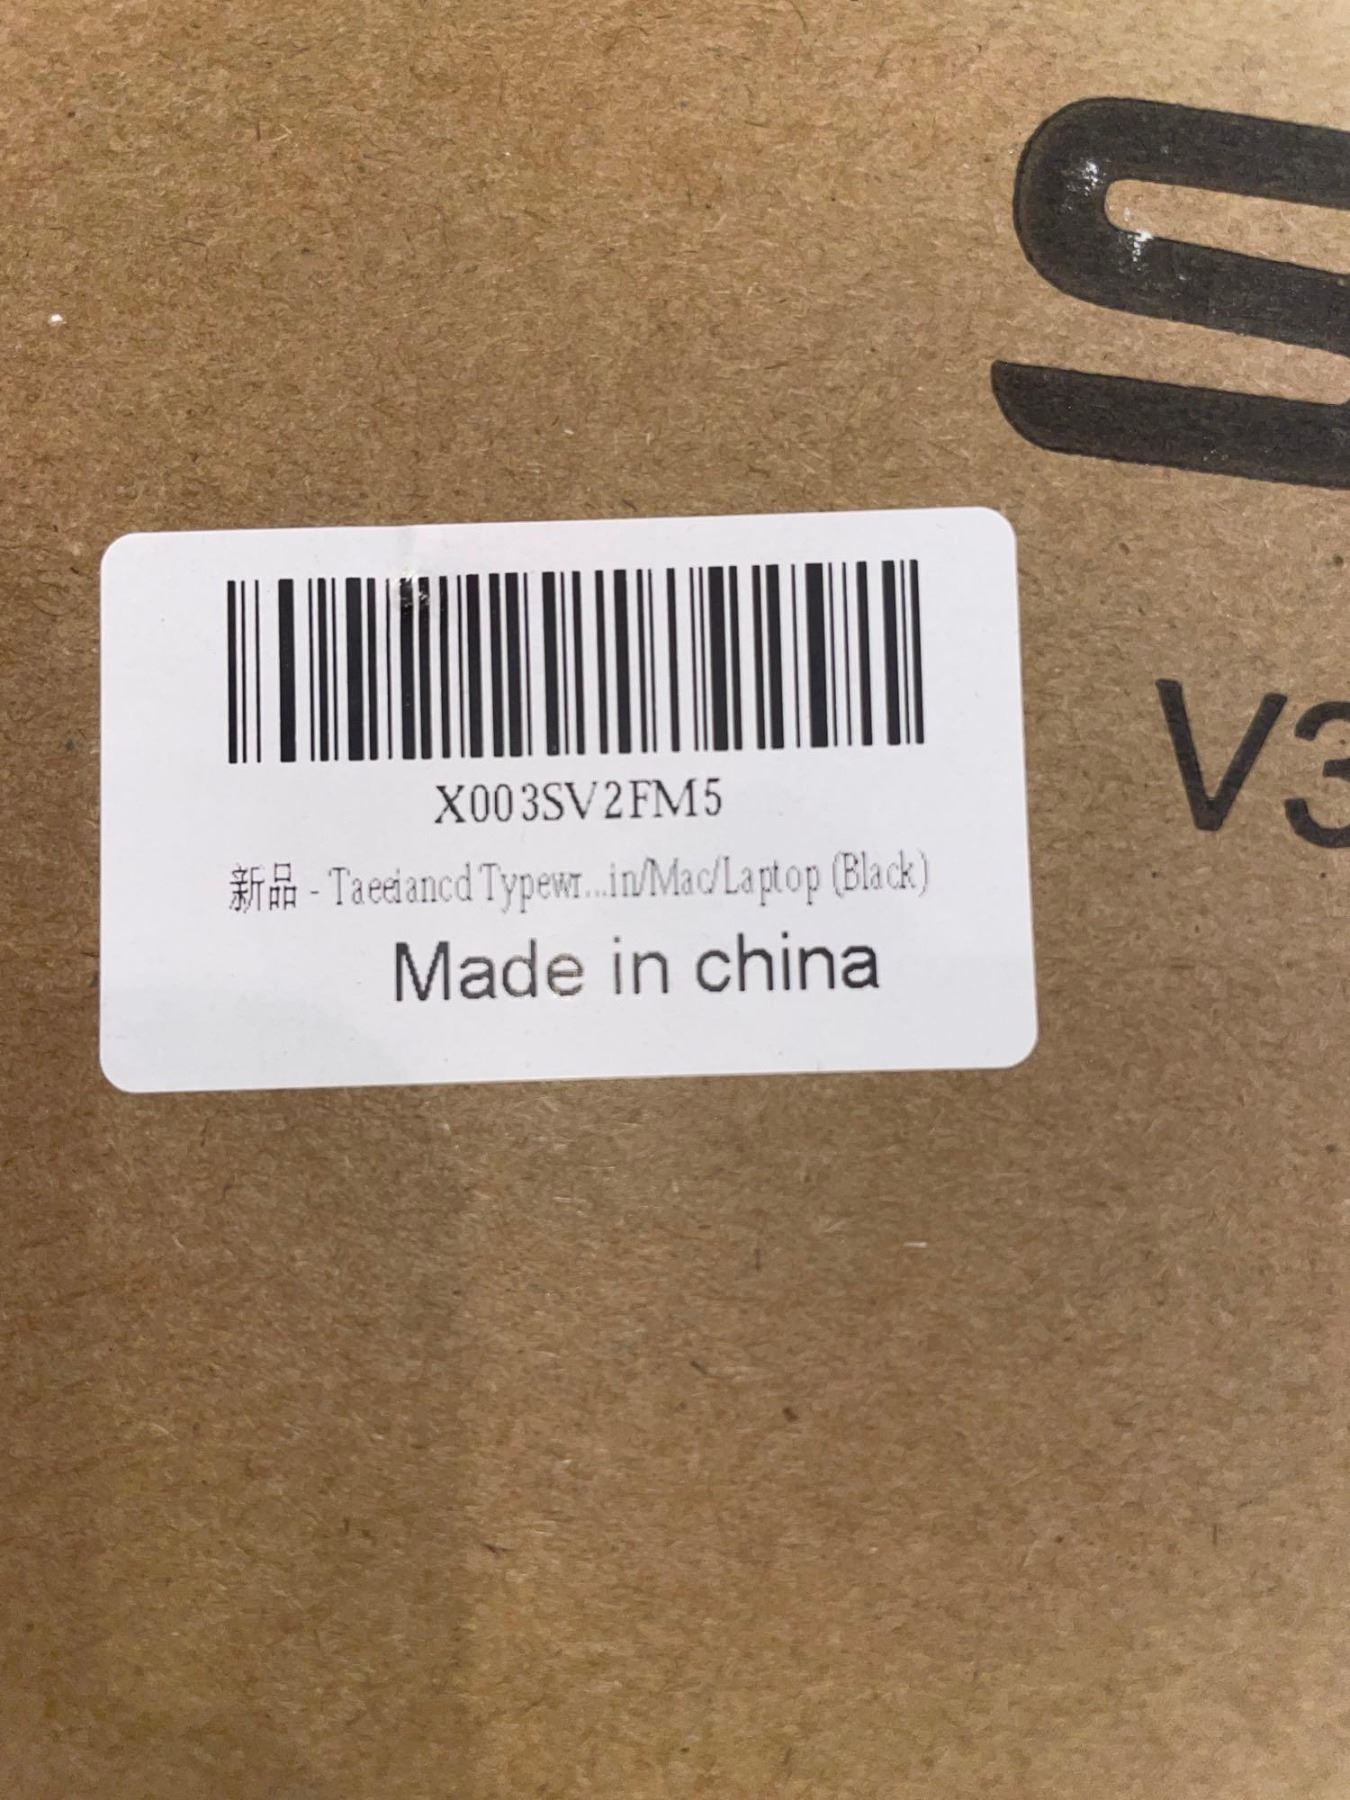 S
V3
X003SV2FM5
新品 - Taeeiancd Typewr...in/Mac/Laptop (Black)
Made in china